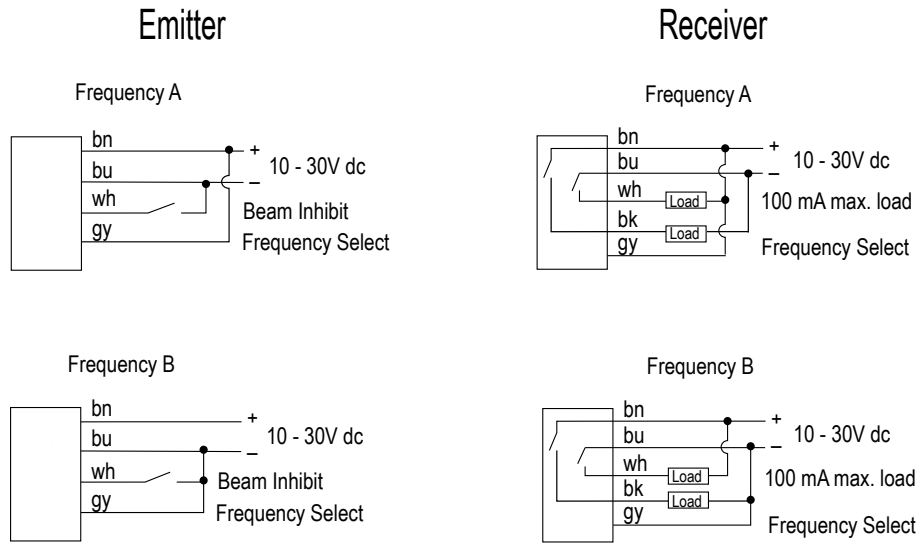 Emitter
Receiver
Frequency A
bn
+
bu
10 - 30V dc
–
wh
Beam Inhibit
gy
Frequency Select
Frequency A
bn
+
bu
10 - 30V dc
–
wh
Load
100 mA max. load
bk
Load
gy
Frequency Select
Frequency B
bn
+
bu
10 - 30V dc
–
wh
Beam Inhibit
gy
Frequency Select
Frequency B
bn
+
bu
10 - 30V dc
–
wh
Load
100 mA max. load
bk
Load
gy
Frequency Select